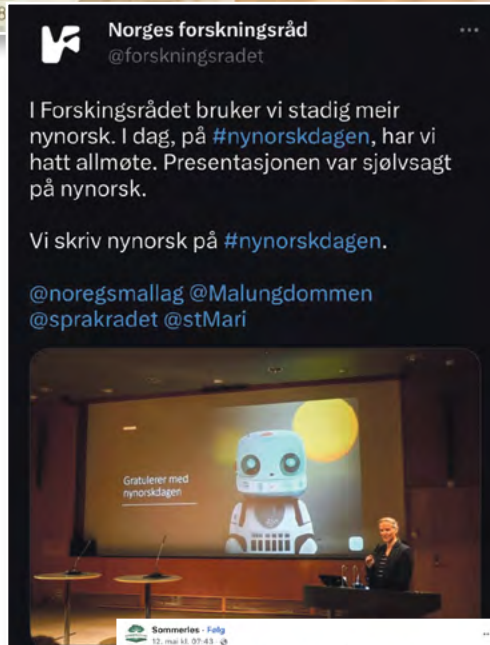 8
Norges forskningsråd
@forskningsradet
I Forskingsrådet bruker vi stadig meir
nynorsk. I dag, på #nynorskdagen, har vi
hatt allmøte. Presentasjonen var sjølvsagt
på nynorsk.
Vi skriv nynorsk på #nynorskdagen.
@noregsmallag @Malungdommen
@sprakradet @stMari
Gratulerer med
nynorskdagen
Sommerles · Følg
12. mai kl. 07:43 ·